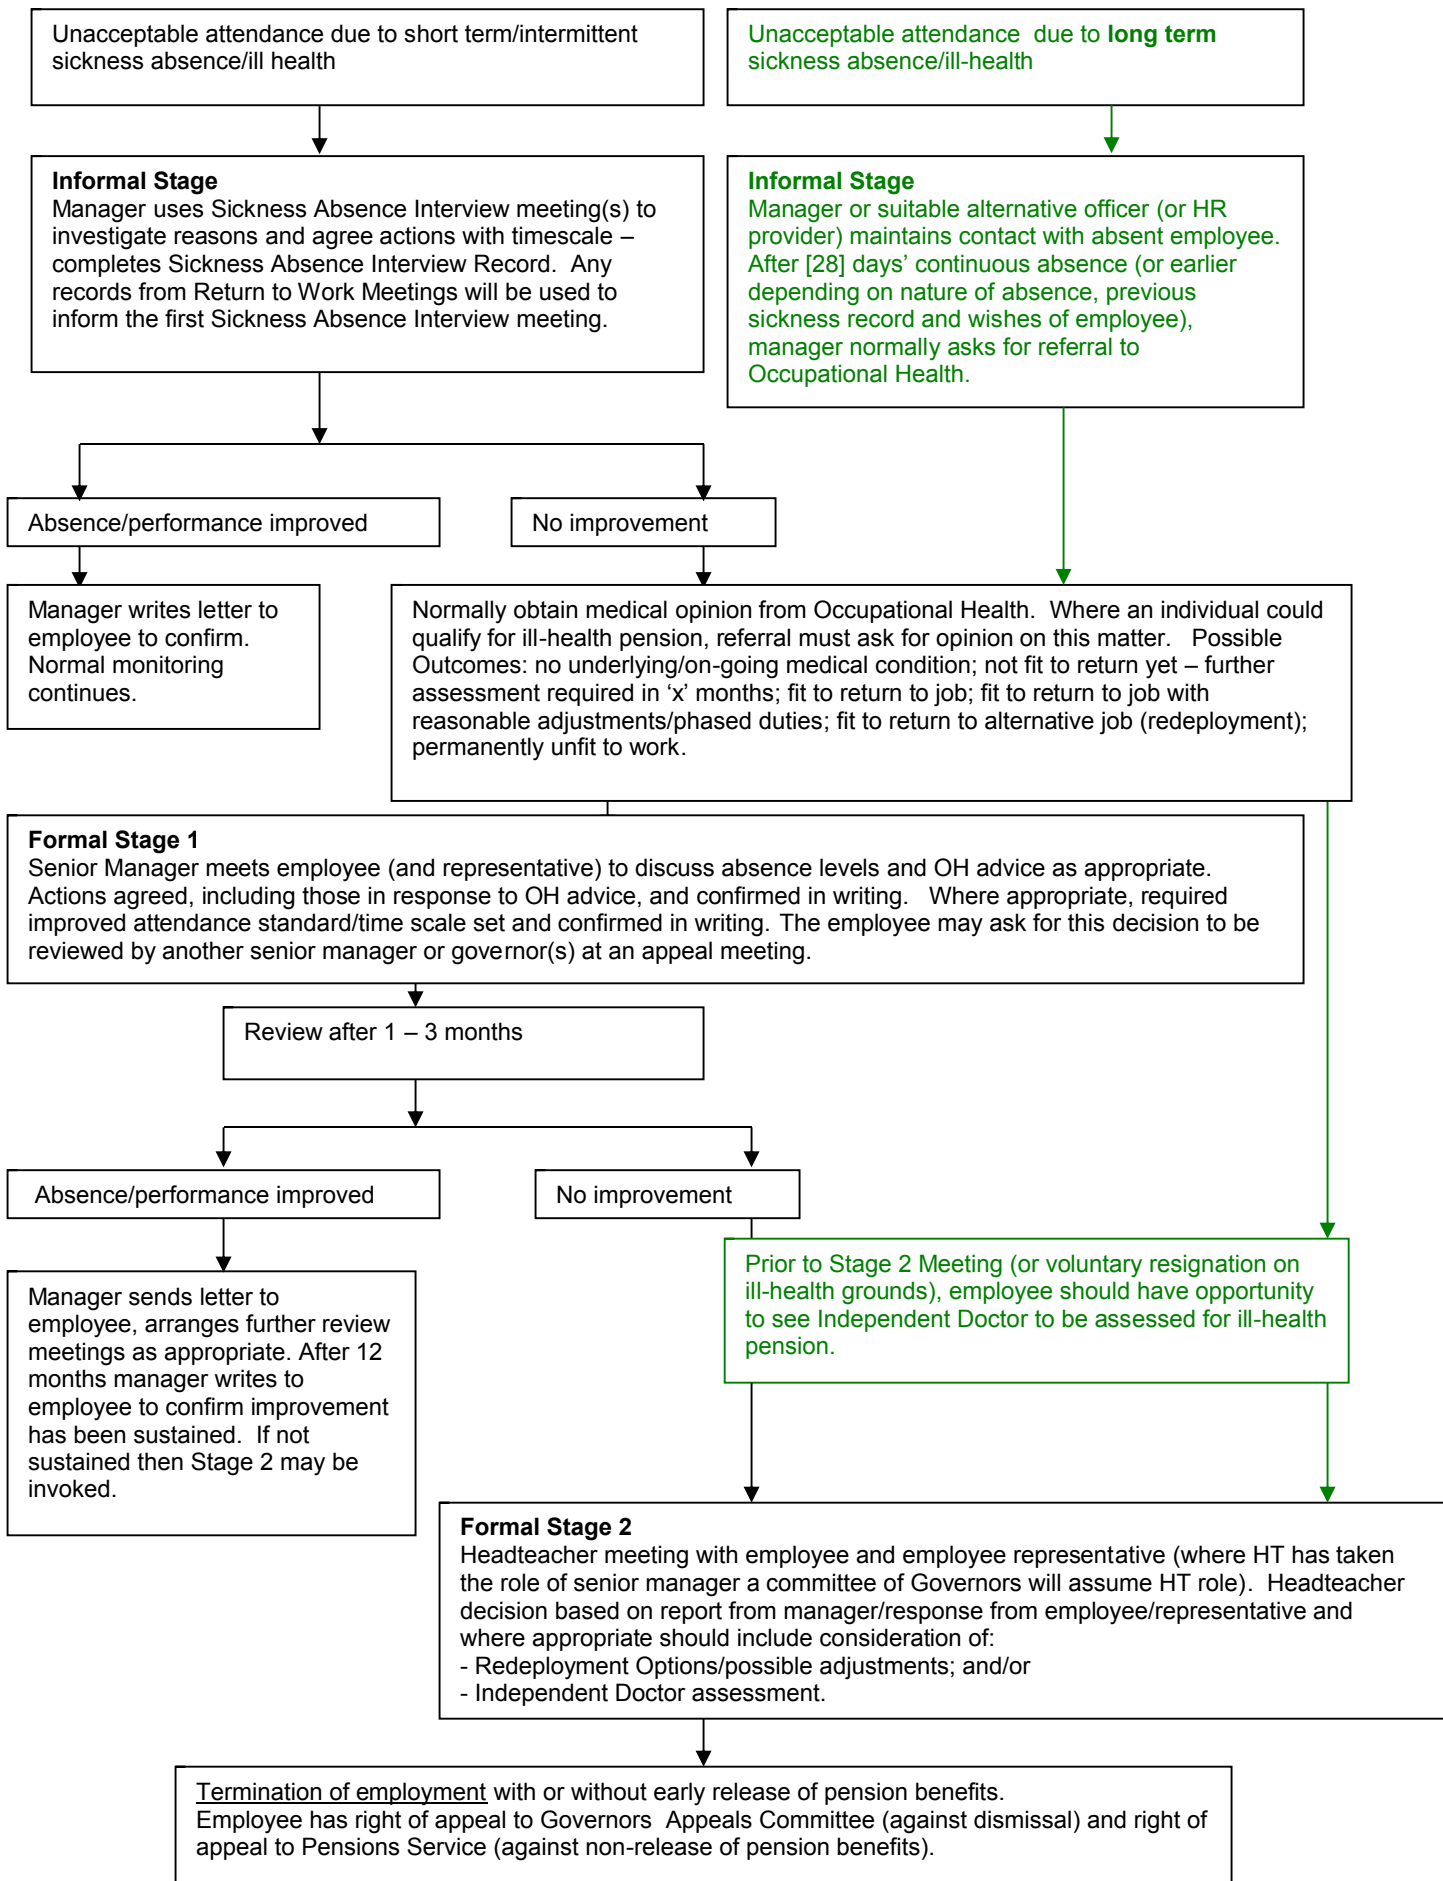 Unacceptable attendance due to short term/intermittent
sickness absence/ill health
Unacceptable attendance  due to long term
sickness absence/ill-health
Informal Stage
Manager uses Sickness Absence Interview meeting(s) to
investigate reasons and agree actions with timescale –
completes Sickness Absence Interview Record.  Any
records from Return to Work Meetings will be used to
inform the first Sickness Absence Interview meeting.
Informal Stage
Manager or suitable alternative officer (or HR
provider) maintains contact with absent employee.
After [28] days’ continuous absence (or earlier
depending on nature of absence, previous
sickness record and wishes of employee),
manager normally asks for referral to
Occupational Health.
Absence/performance improved
No improvement
Manager writes letter to
employee to confirm.
Normal monitoring
continues.
Normally obtain medical opinion from Occupational Health.  Where an individual could
qualify for ill-health pension, referral must ask for opinion on this matter.   Possible
Outcomes: no underlying/on-going medical condition; not fit to return yet – further
assessment required in ‘x’ months; fit to return to job; fit to return to job with
reasonable adjustments/phased duties; fit to return to alternative job (redeployment);
permanently unfit to work.
Formal Stage 1
Senior Manager meets employee (and representative) to discuss absence levels and OH advice as appropriate.
Actions agreed, including those in response to OH advice, and confirmed in writing.   Where appropriate, required
improved attendance standard/time scale set and confirmed in writing. The employee may ask for this decision to be
reviewed by another senior manager or governor(s) at an appeal meeting.
Review after 1 – 3 months
Absence/performance improved
No improvement
Manager sends letter to
employee, arranges further review
meetings as appropriate. After 12
months manager writes to
employee to confirm improvement
has been sustained.  If not
sustained then Stage 2 may be
invoked.
Prior to Stage 2 Meeting (or voluntary resignation on
ill-health grounds), employee should have opportunity
to see Independent Doctor to be assessed for ill-health
pension.
Formal Stage 2
Headteacher meeting with employee and employee representative (where HT has taken
the role of senior manager a committee of Governors will assume HT role).  Headteacher
decision based on report from manager/response from employee/representative and
where appropriate should include consideration of:
- Redeployment Options/possible adjustments; and/or
- Independent Doctor assessment.
Termination of employment with or without early release of pension benefits.
Employee has right of appeal to Governors  Appeals Committee (against dismissal) and right of
appeal to Pensions Service (against non-release of pension benefits).